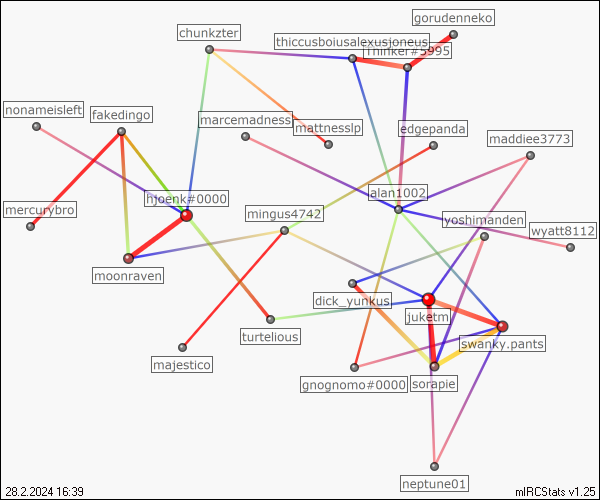 gorudenneko
chunkzter
thiccusboiusalexusjoneus
Thinker#5995
nonameisleft
fakedingo
marcemadness
mattnesslp
edgepanda
maddiee3773
hjoenk#0000
alan1002
mercurybro
mingus4742
yoshimanden
wyatt8112
moonraven
dick_yunkus
juketm
turtelious
swanky.pants
majestico
gnognomo#0000
sorapie
neptune01
28.2.2024 16:39
mIRCStats v1.25